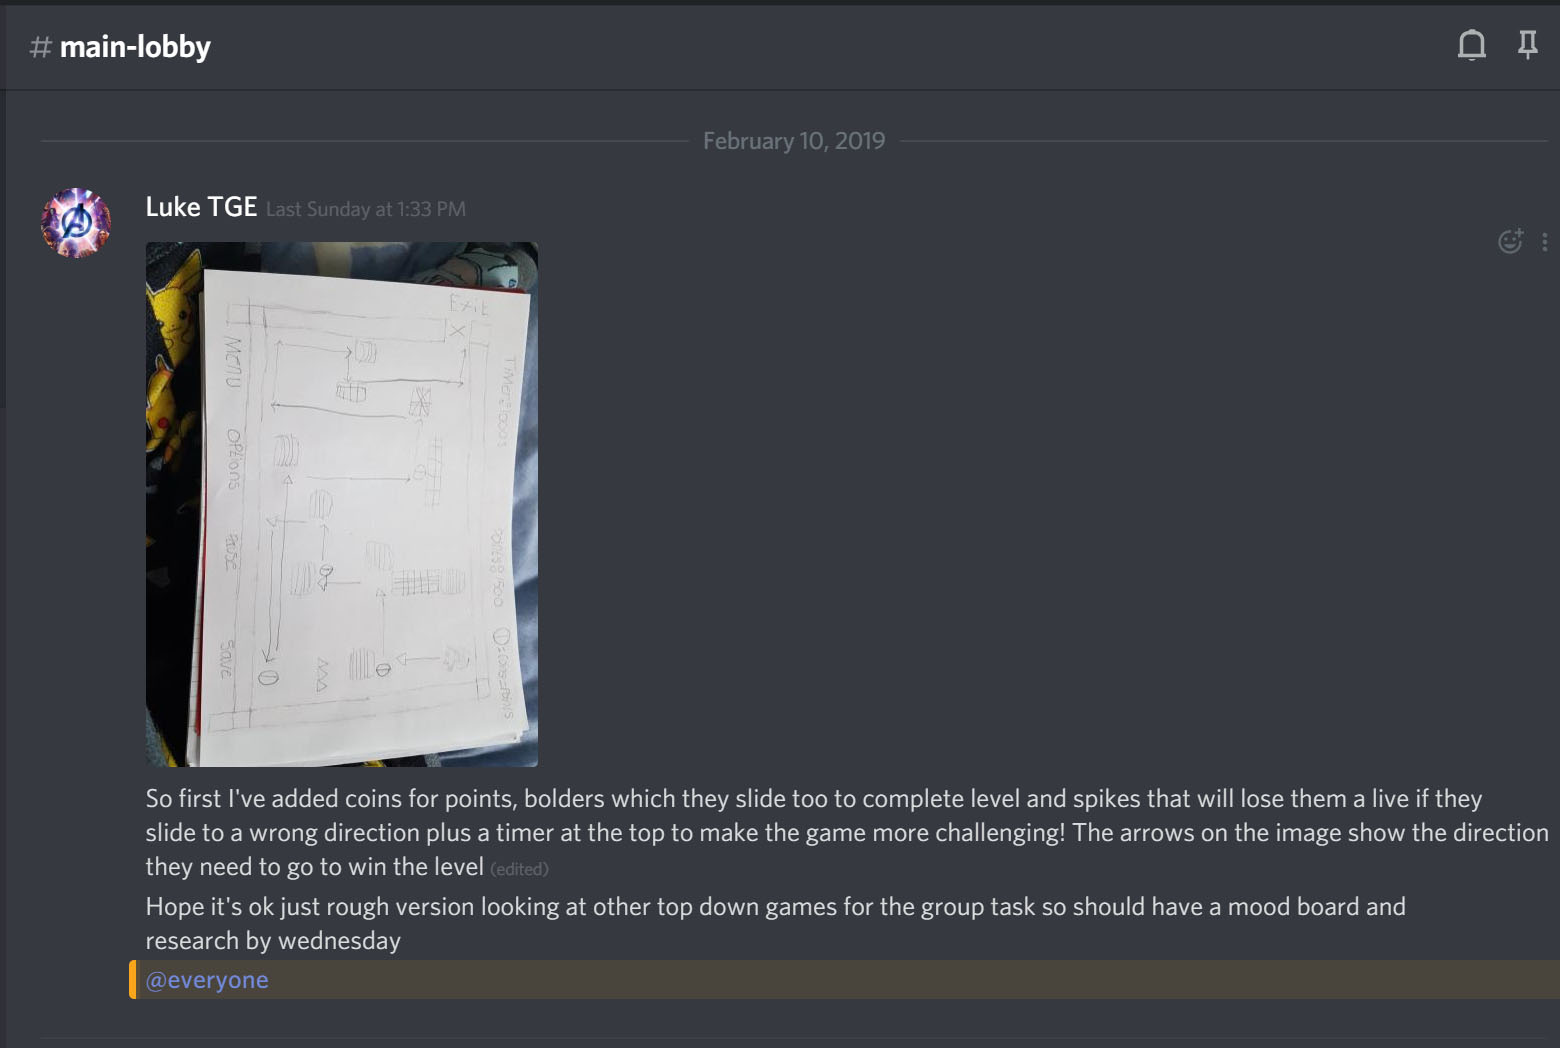 # main-lobby
February 10, 2019
Luke TGE Last Sunday at 1:33 PM
Exit
X
MENU OPTIONS PAUSE SAVE
So first I've added coins for points, bolders which they slide too to complete level and spikes that will lose them a live if they
slide to a wrong direction plus a timer at the top to make the game more challenging! The arrows on the image show the direction
they need to go to win the level (edited)
Hope it's ok just rough version looking at other top down games for the group task so should have a mood board and
research by wednesday
@everyone